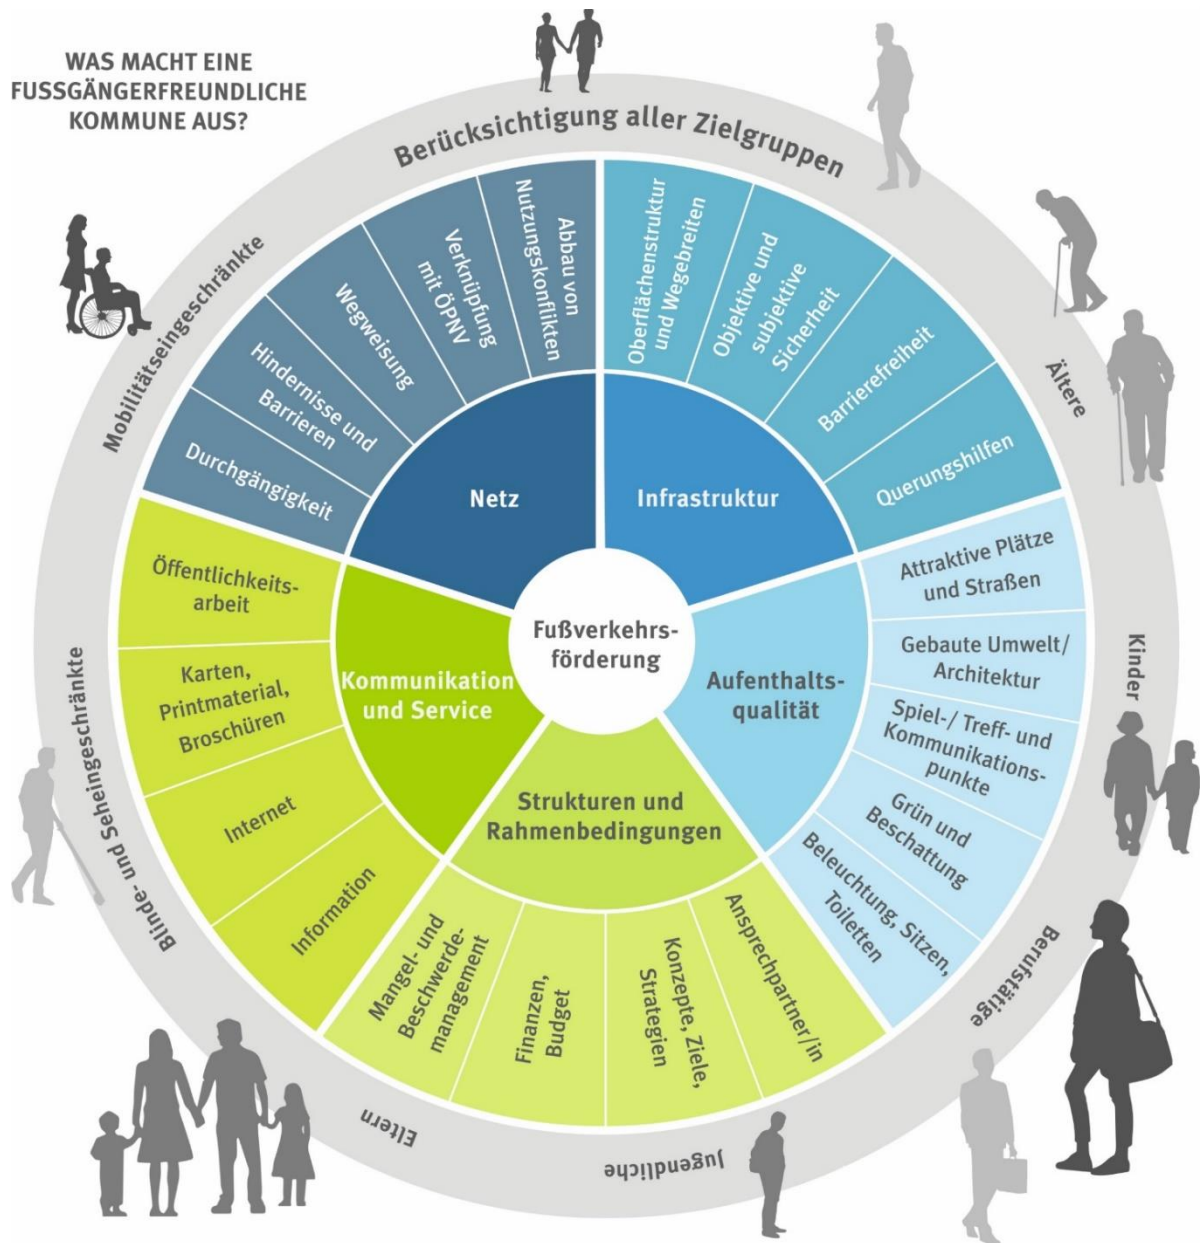 WAS MACHT EINE
FUSSGÄNGERFREUNDLICHE
KOMMUNE AUS?
Berücksichtigung aller Zielgruppen
Ältere
Kinder
Berufstätige
Jugendliche
Eltern
Blinde- und Seheingeschränkte
Mobilitätseingeschränkte
Fußverkehrs-
förderung
Netz
Durchgängigkeit
Hindernisse und
Barrieren
Wegweisung
Verknüpfung
mit ÖPNV
Abbau von
Nutzungskonflikten
Infrastruktur
Oberflächenstruktur
und Wegebreiten
Objektive und
subjektive
Sicherheit
Barrierefreiheit
Querungshilfen
Aufenthalts-
qualität
Attraktive Plätze
und Straßen
Gebaute Umwelt/
Architektur
Spiel-/ Treff- und
Kommunikations-
punkte
Grün und
Beschattung
Beleuchtung, Sitzen,
Toiletten
Strukturen und
Rahmenbedingungen
Ansprechpartner/in
Konzepte, Ziele,
Strategien
Finanzen,
Budget
Mangel- und
Beschwerde-
management
Kommunikation
und Service
Information
Internet
Karten,
Printmaterial,
Broschüren
Öffentlichkeits-
arbeit